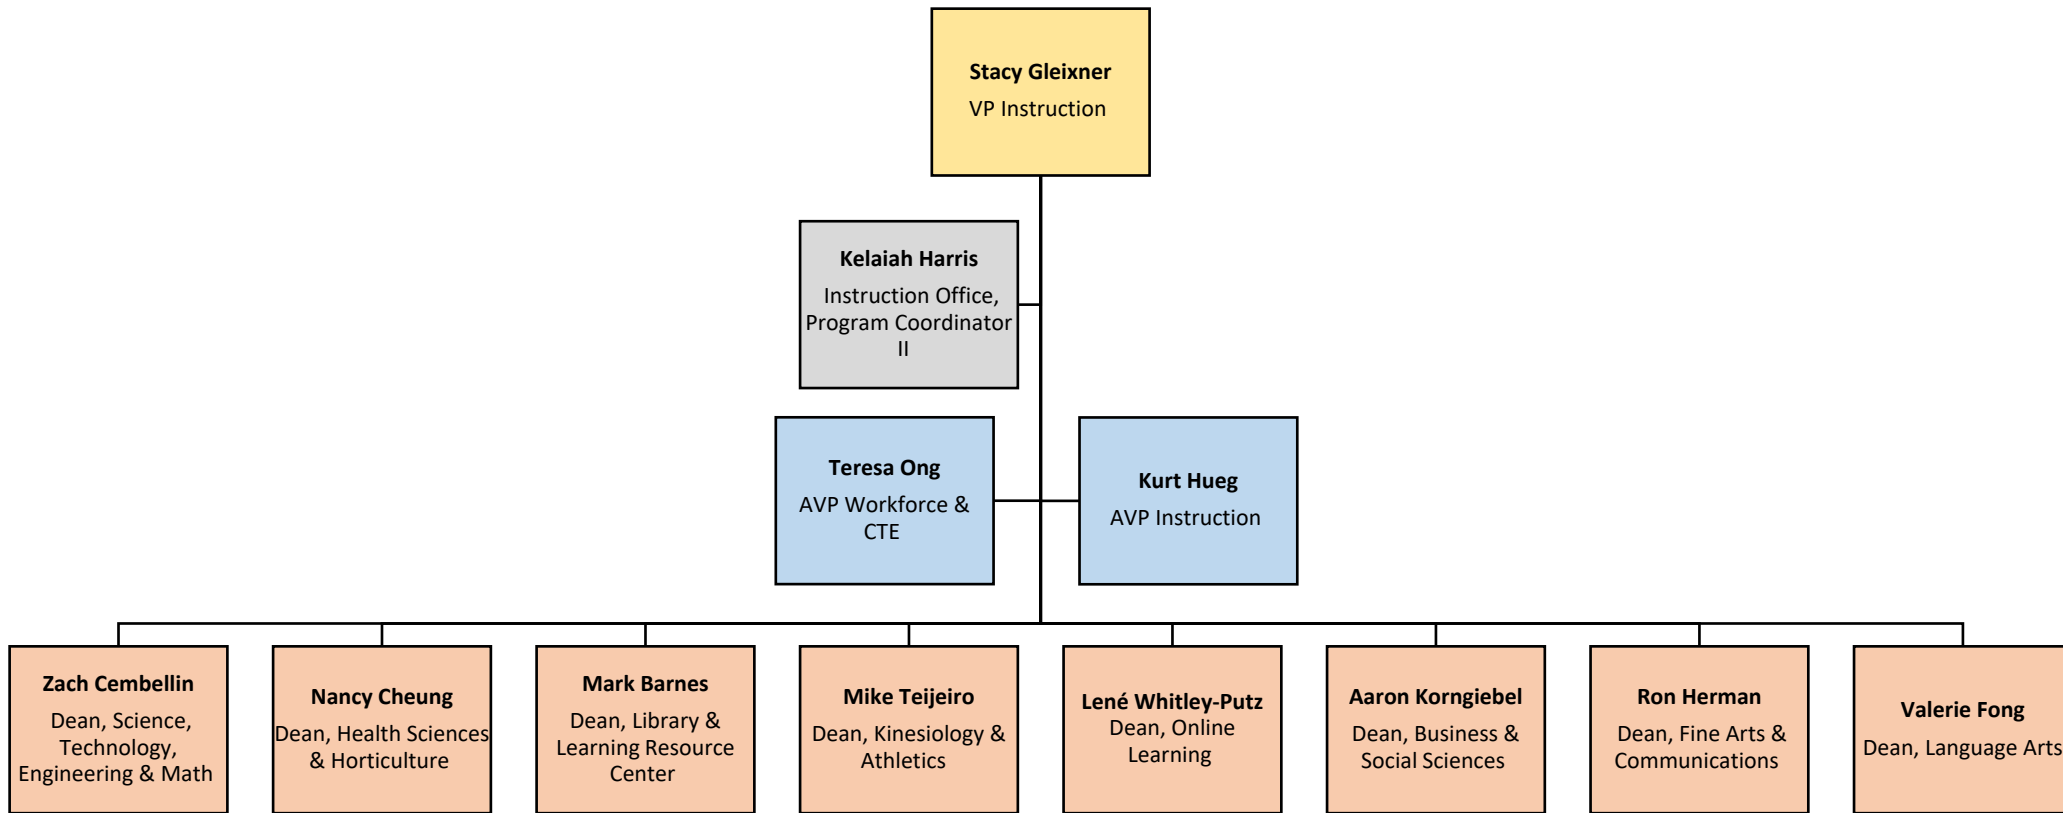 Stacy Gleixner
VP Instruction
Kelaiah Harris
Instruction Office,
Program Coordinator
II
Teresa Ong
AVP Workforce &
CTE
Kurt Hueg
AVP Instruction
Zach Cembellin
Dean, Science,
Technology,
Engineering & Math
Nancy Cheung
Dean, Health Sciences
& Horticulture
Mark Barnes
Dean, Library &
Learning Resource
Center
Mike Teijeiro
Dean, Kinesiology &
Athletics
Lené Whitley-Putz
Dean, Online
Learning
Aaron Korngiebel
Dean, Business &
Social Sciences
Ron Herman
Dean, Fine Arts &
Communications
Valerie Fong
Dean, Language Arts